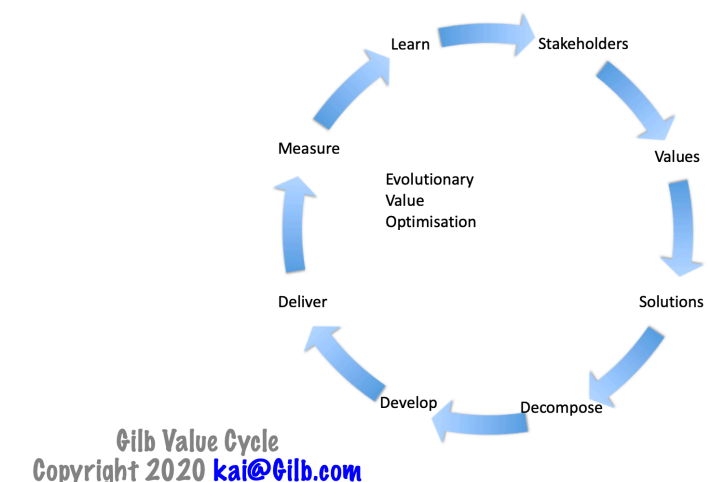 Learn
Stakeholders
Measure
Values
Evolutionary
Value
Optimisation
Deliver
Solutions
Develop
Decompose
Gilb Value Cycle
Copyright 2020 kai@Gilb.com